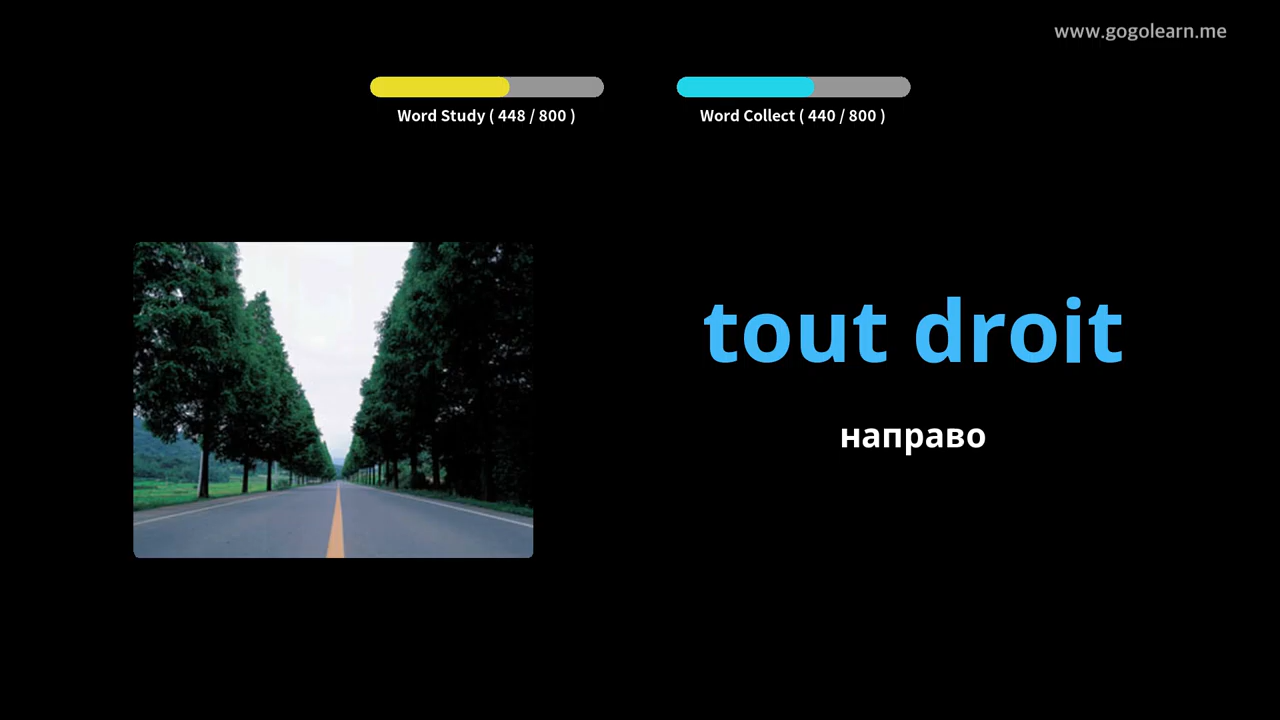 www.gogolearn.me
Word Study ( 448 / 800 )
Word Collect ( 440 / 800 )
tout droit
направо